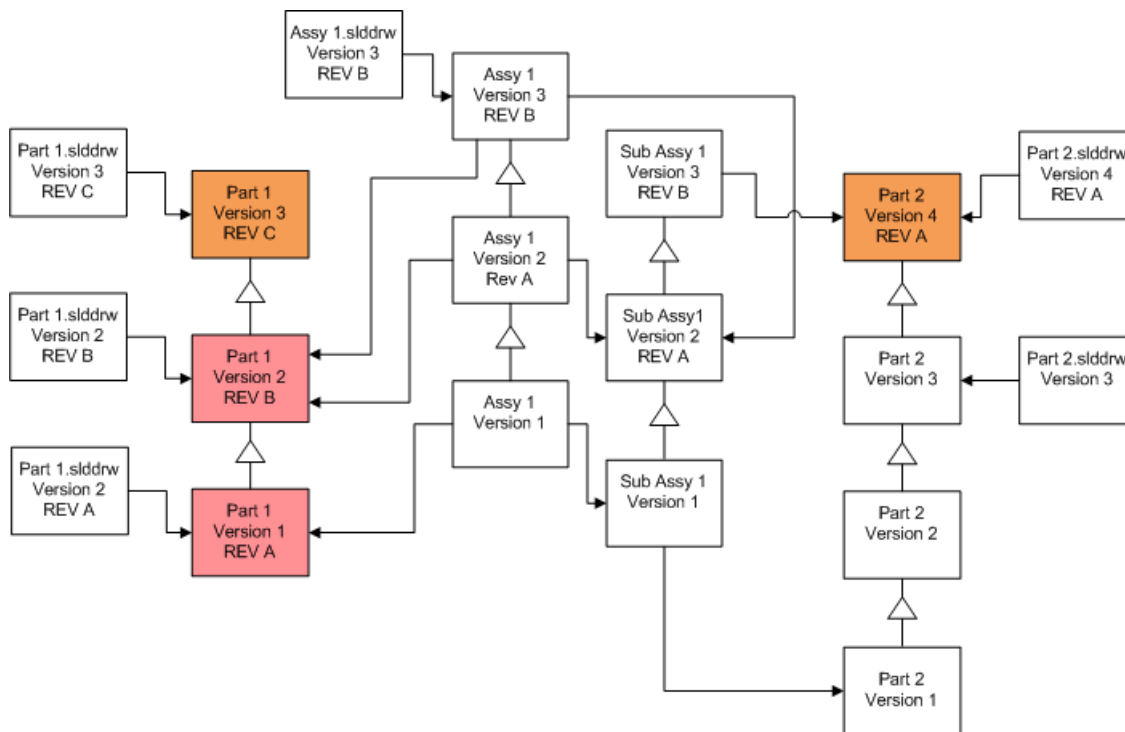 Assy 1.slddrw
Version 3
REV B
Assy 1
Version 3
REV B
Part 1.slddrw
Version 3
REV C
Part 1
Version 3
REV C
Sub Assy 1
Version 3
REV B
Part 2
Version 4
REV A
Part 2.slddrw
Version 4
REV A
Assy 1
Version 2
Rev A
Part 1.slddrw
Version 2
REV B
Part 1
Version 2
REV B
Sub Assy1
Version 2
REV A
Part 2
Version 3
Part 2.slddrw
Version 3
Assy 1
Version 1
Part 1.slddrw
Version 2
REV A
Part 1
Version 1
REV A
Sub Assy 1
Version 1
Part 2
Version 2
Part 2
Version 1